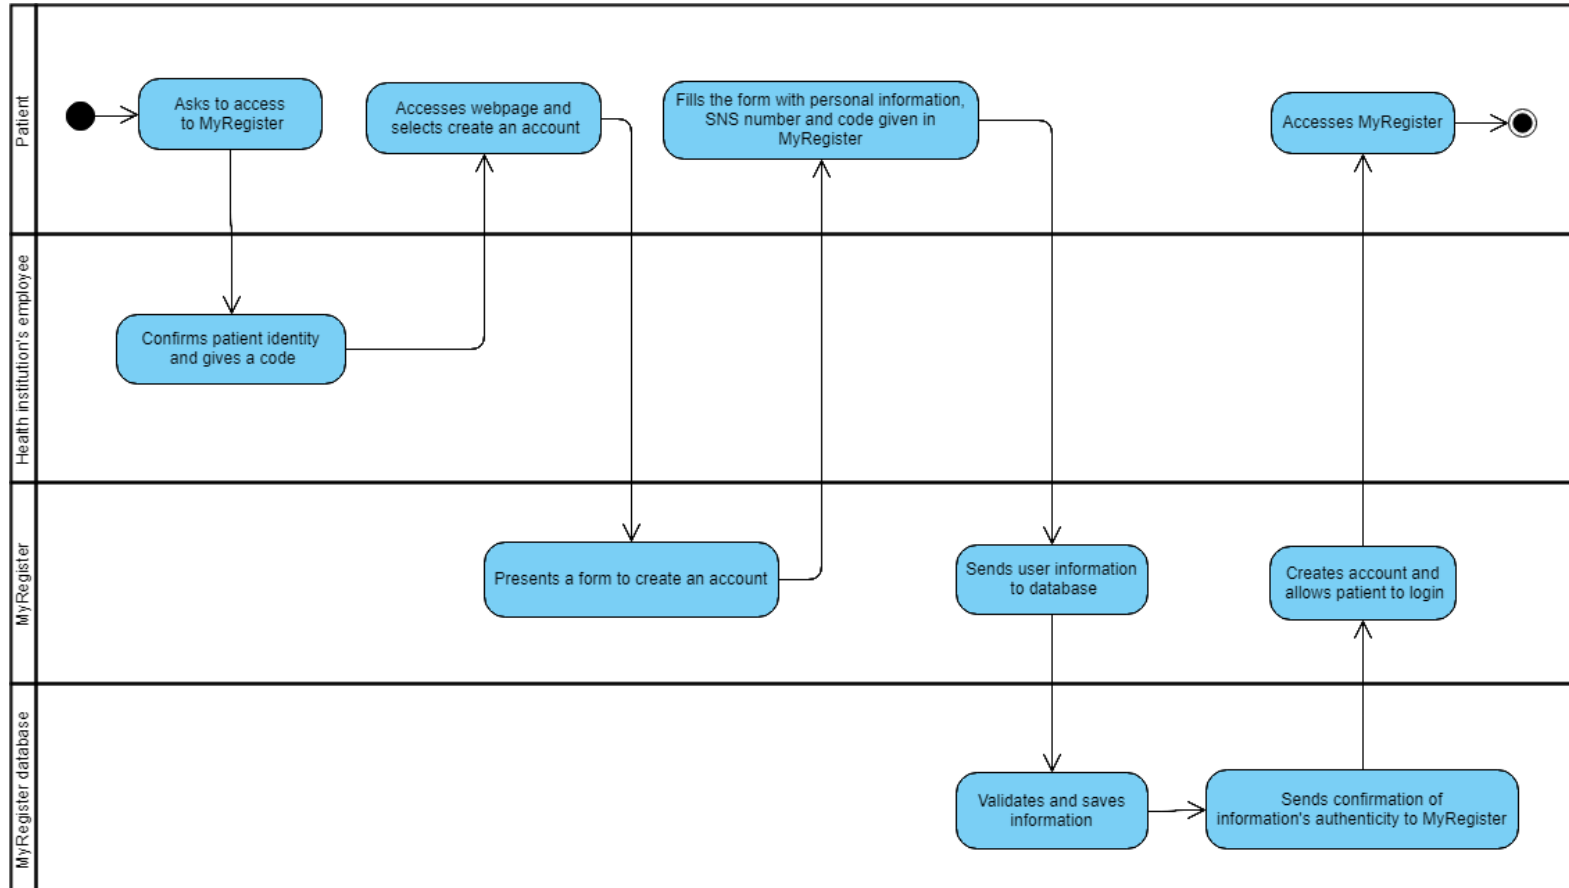 Patient
Asks to access
to MyRegister
Accesses webpage and
selects create an account
Fills the form with personal information,
SNS number and code given in
MyRegister
Accesses MyRegister
Health institution's employee
Confirms patient identity
and gives a code
MyRegister
Presents a form to create an account
Sends user information
to database
Creates account and
allows patient to login
MyRegister database
Validates and saves
information
Sends confirmation of
information's authenticity to MyRegister